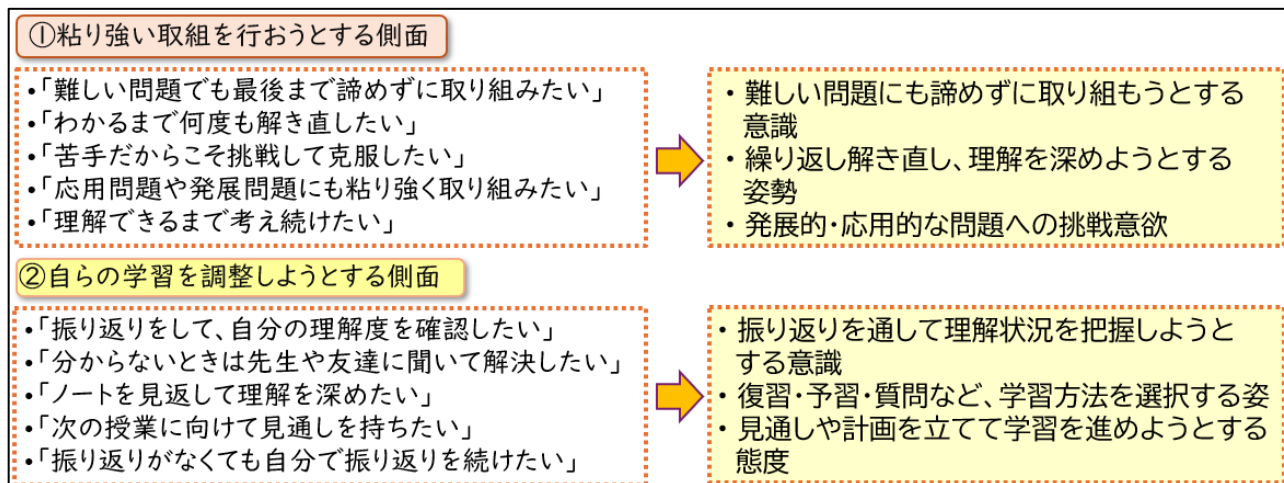 ①粘り強い取組を行おうとする側面
•「難しい問題でも最後まで諦めずに取り組みたい」
•「わかるまで何度も解き直したい」
•「苦手だからこそ挑戦して克服したい」
•「応用問題や発展問題にも粘り強く取り組みたい」
•「理解できるまで考え続けたい」
・難しい問題にも諦めずに取り組もうとする
意識
・繰り返し解き直し、理解を深めようとする
姿勢
・発展的・応用的な問題への挑戦意欲
②自らの学習を調整しようとする側面
•「振り返りをして、自分の理解度を確認したい」
•「分からないときは先生や友達に聞いて解決したい」
•「ノートを見返して理解を深めたい」
•「次の授業に向けて見通しを持ちたい」
•「振り返りがなくても自分で振り返りを続けたい」
・振り返りを通して理解状況を把握しようと
する意識
・復習・予習・質問など、学習方法を選択する姿
・見通しや計画を立てて学習を進めようとする
態度